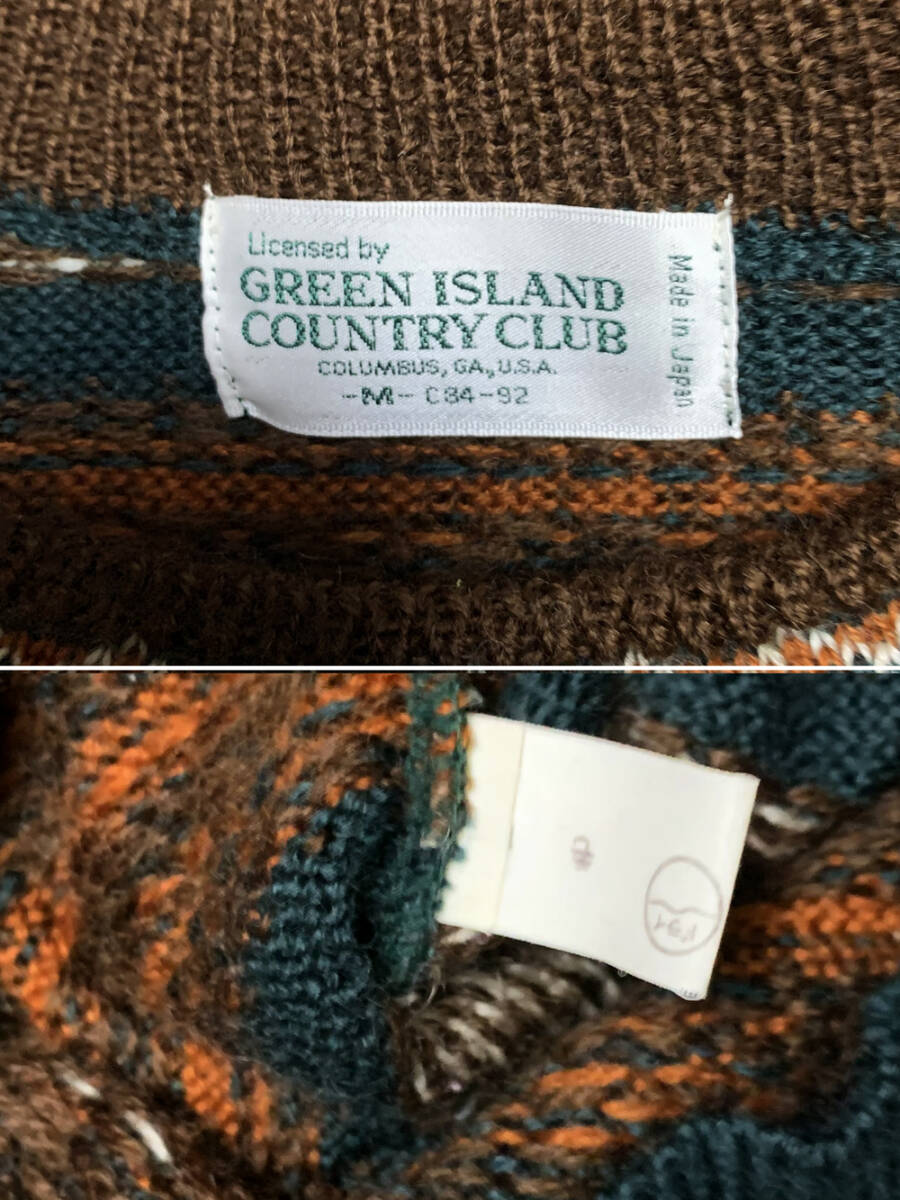 Licensed by
GREEN ISLAND
COUNTRY CLUB
COLUMBUS, GA., U.S.A.
-M- C84-92
Made in Japan